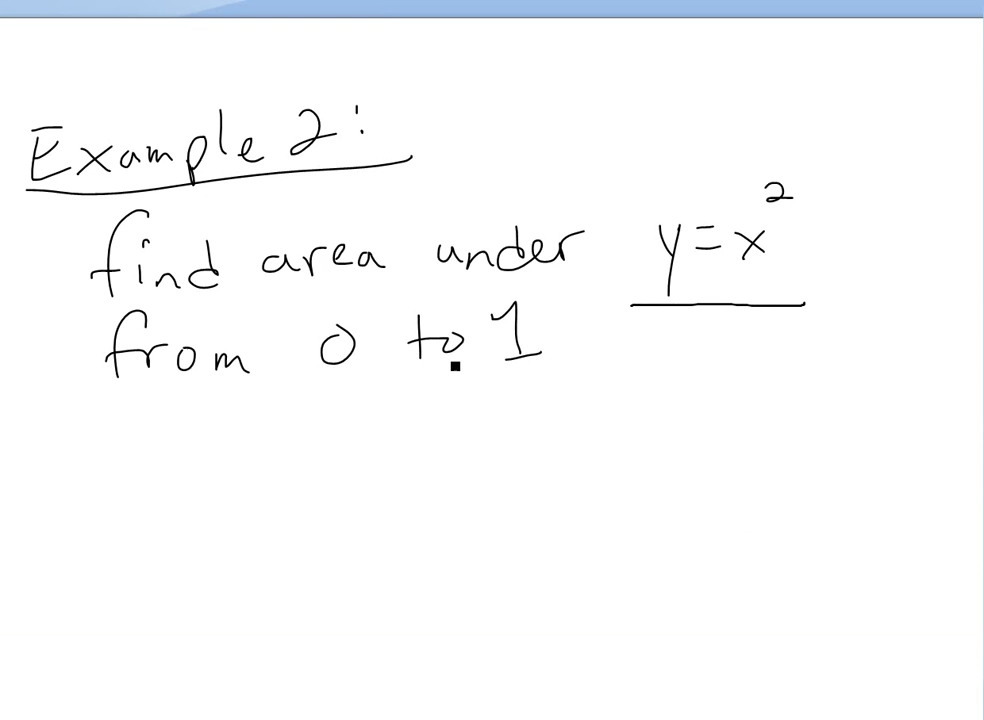 Example 2:
find area under y=x²
from 0 to 1